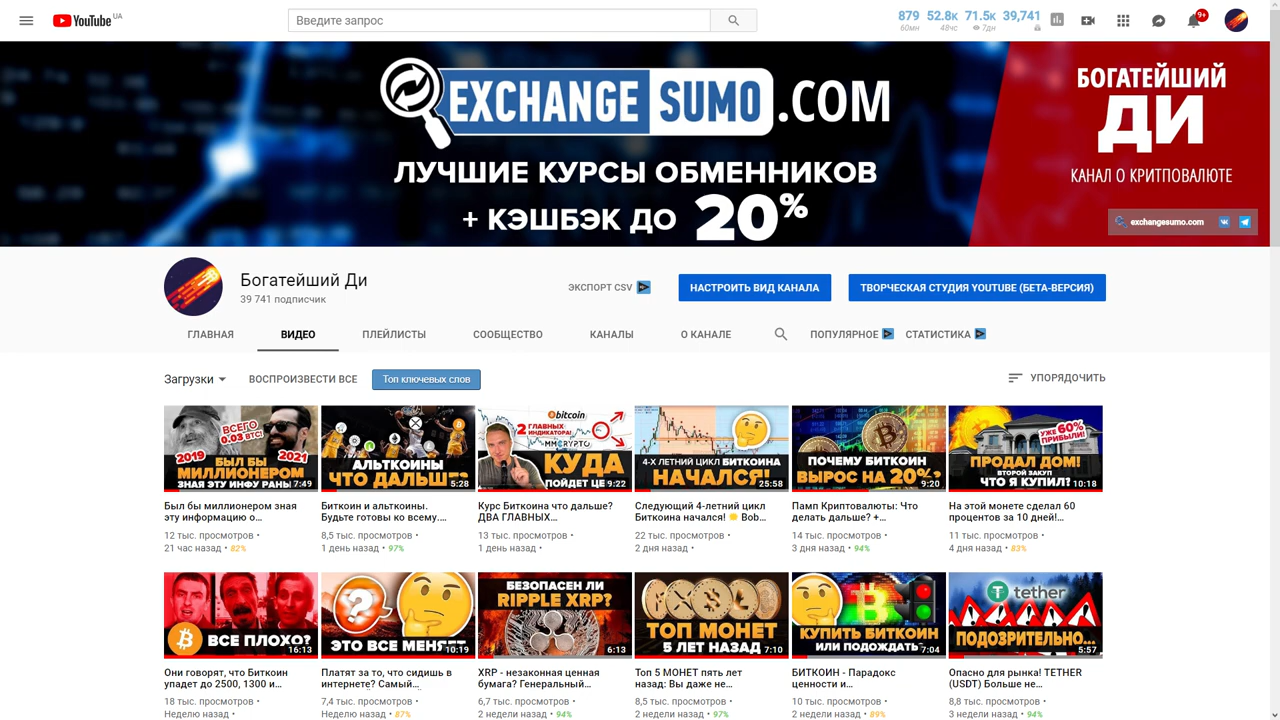 YouTube UA
Введите запрос
879 52.8к 71.5к 39,741
60мн 48чс 7дн
9+
EXCHANGE SUMO.COM
ЛУЧШИЕ КУРСЫ ОБМЕННИКОВ
+ КЭШБЭК ДО 20%
БОГАТЕЙШИЙ
ДИ
КАНАЛ О КРИПТОВАЛЮТЕ
exchangesumo.com
Богатейший Ди
39 741 подписчик
ЭКСПОРТ CSV
НАСТРОИТЬ ВИД КАНАЛА
ТВОРЧЕСКАЯ СТУДИЯ YOUTUBE (БЕТА-ВЕРСИЯ)
ГЛАВНАЯ ВИДЕО ПЛЕЙЛИСТЫ СООБЩЕСТВО КАНАЛЫ О КАНАЛЕ ПОПУЛЯРНОЕ СТАТИСТИКА
Загрузки ВОСПРОИЗВЕСТИ ВСЕ Топ ключевых слов УПОРЯДОЧИТЬ
ВСЕГО
0.03 BTC!
2019 2021
БЫЛ БЫ
МИЛЛИОНЕРОМ
ЗНАЯ ЭТУ ИНФУ РАНЬ
7:49
Был бы миллионером зная
эту информацию о...
12 тыс. просмотров •
21 час назад • 82%
АЛЬТКОИНЫ
ЧТО ДАЛЬШЕ?
5:28
Биткоин и альткоины.
Будьте готовы ко всему....
8,5 тыс. просмотров •
1 день назад • 97%
bitcoin
2 ГЛАВНЫХ
ИНДИКАТОРА!
MMCRYPTO
КУДА
ПОЙДЕТ ЦЕ
9:22
Курс Биткоина что дальше?
ДВА ГЛАВНЫХ...
13 тыс. просмотров •
1 день назад •
4-Х ЛЕТНИЙ ЦИКЛ БИТКОИНА
НАЧАЛСЯ!
25:58
Следующий 4-летний цикл
Биткоина начался! Bob...
22 тыс. просмотров •
2 дня назад •
ПОЧЕМУ БИТКОИН
ВЫРОС НА 20%?
9:20
Памп Криптовалюты: Что
делать дальше? +...
14 тыс. просмотров •
3 дня назад • 94%
УЖЕ 60%
ПРИБЫЛИ!
ПРОДАЛ ДОМ!
ВТОРОЙ ЗАКУП
ЧТО Я КУПИЛ?
10:18
На этой монете сделал 60
процентов за 10 дней!...
11 тыс. просмотров •
4 дня назад • 83%
ВСЕ ПЛОХО?
16:13
Они говорят, что Биткоин
упадет до 2500, 1300 и...
18 тыс. просмотров •
Неделю назад •
ЭТО ВСЕ МЕНЯЕТ
10:19
Платят за то, что сидишь в
интернете? Самый...
7,4 тыс. просмотров •
Неделю назад • 87%
БЕЗОПАСЕН ЛИ
RIPPLE XRP?
6:13
XRP - незаконная ценная
бумага? Генеральный...
6,7 тыс. просмотров •
2 недели назад • 94%
ТОП МОНЕТ
5 ЛЕТ НАЗАД
7:10
Топ 5 МОНЕТ пять лет
назад: Вы даже не...
8,5 тыс. просмотров •
2 недели назад • 97%
КУПИТЬ БИТКОИН
ИЛИ ПОДОЖДАТЬ
7:04
БИТКОИН - Парадокс
ценности и...
10 тыс. просмотров •
2 недели назад • 89%
tether
ПОДОЗРИТЕЛЬНО...
5:57
Опасно для рынка! TETHER
(USDT) Больше не...
8,8 тыс. просмотров •
3 недели назад • 94%